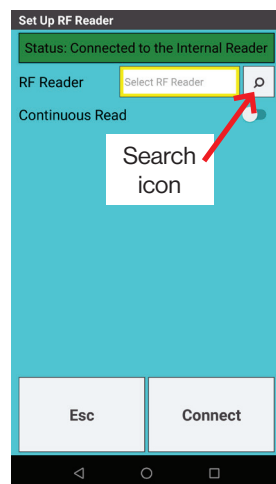 Set Up RF Reader
Status: Connected to the Internal Reader
RF Reader
Select RF Reader
Continuous Read
Search
icon
Esc
Connect